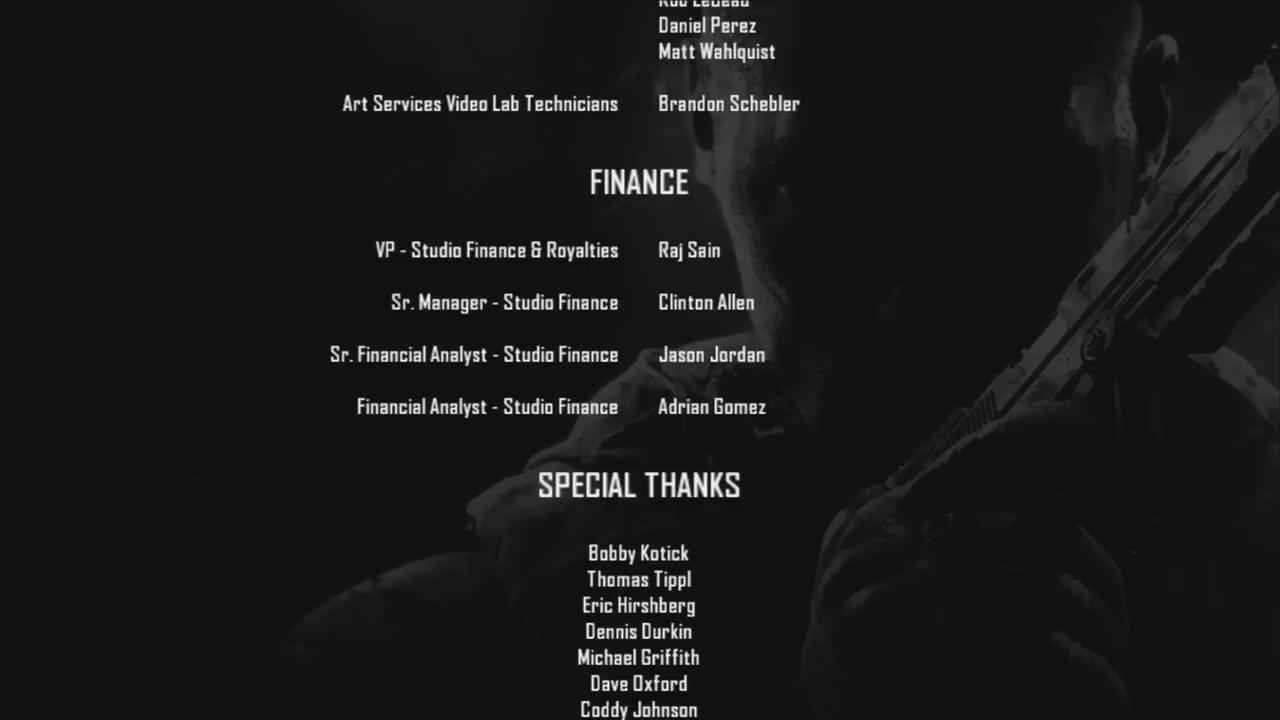 Daniel Perez
Matt Wahlquist
Art Services Video Lab Technicians Brandon Schebler
FINANCE
VP - Studio Finance & Royalties Raj Sain
Sr. Manager - Studio Finance Clinton Allen
Sr. Financial Analyst - Studio Finance Jason Jordan
Financial Analyst - Studio Finance Adrian Gomez
SPECIAL THANKS
Bobby Kotick
Thomas Tippl
Eric Hirshberg
Dennis Durkin
Michael Griffith
Dave Oxford
Coddy Johnson